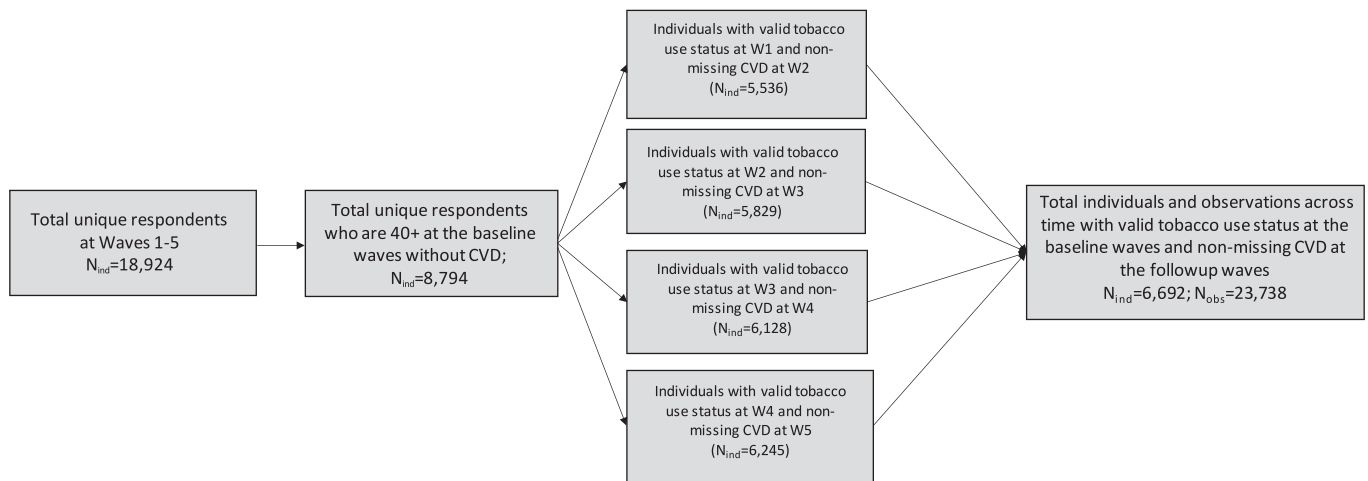 Total unique respondents
at Waves 1-5
Nind=18,924
Total unique respondents
who are 40+ at the baseline
waves without CVD;
Nind=8,794
Individuals with valid tobacco
use status at W1 and non-
missing CVD at W2
(Nind=5,536)
Individuals with valid tobacco
use status at W2 and non-
missing CVD at W3
(Nind=5,829)
Individuals with valid tobacco
use status at W3 and non-
missing CVD at W4
(Nind=6,128)
Individuals with valid tobacco
use status at W4 and non-
missing CVD at W5
(Nind=6,245)
Total individuals and observations across
time with valid tobacco use status at the
baseline waves and non-missing CVD at
the followup waves
Nind=6,692; Nobs=23,738